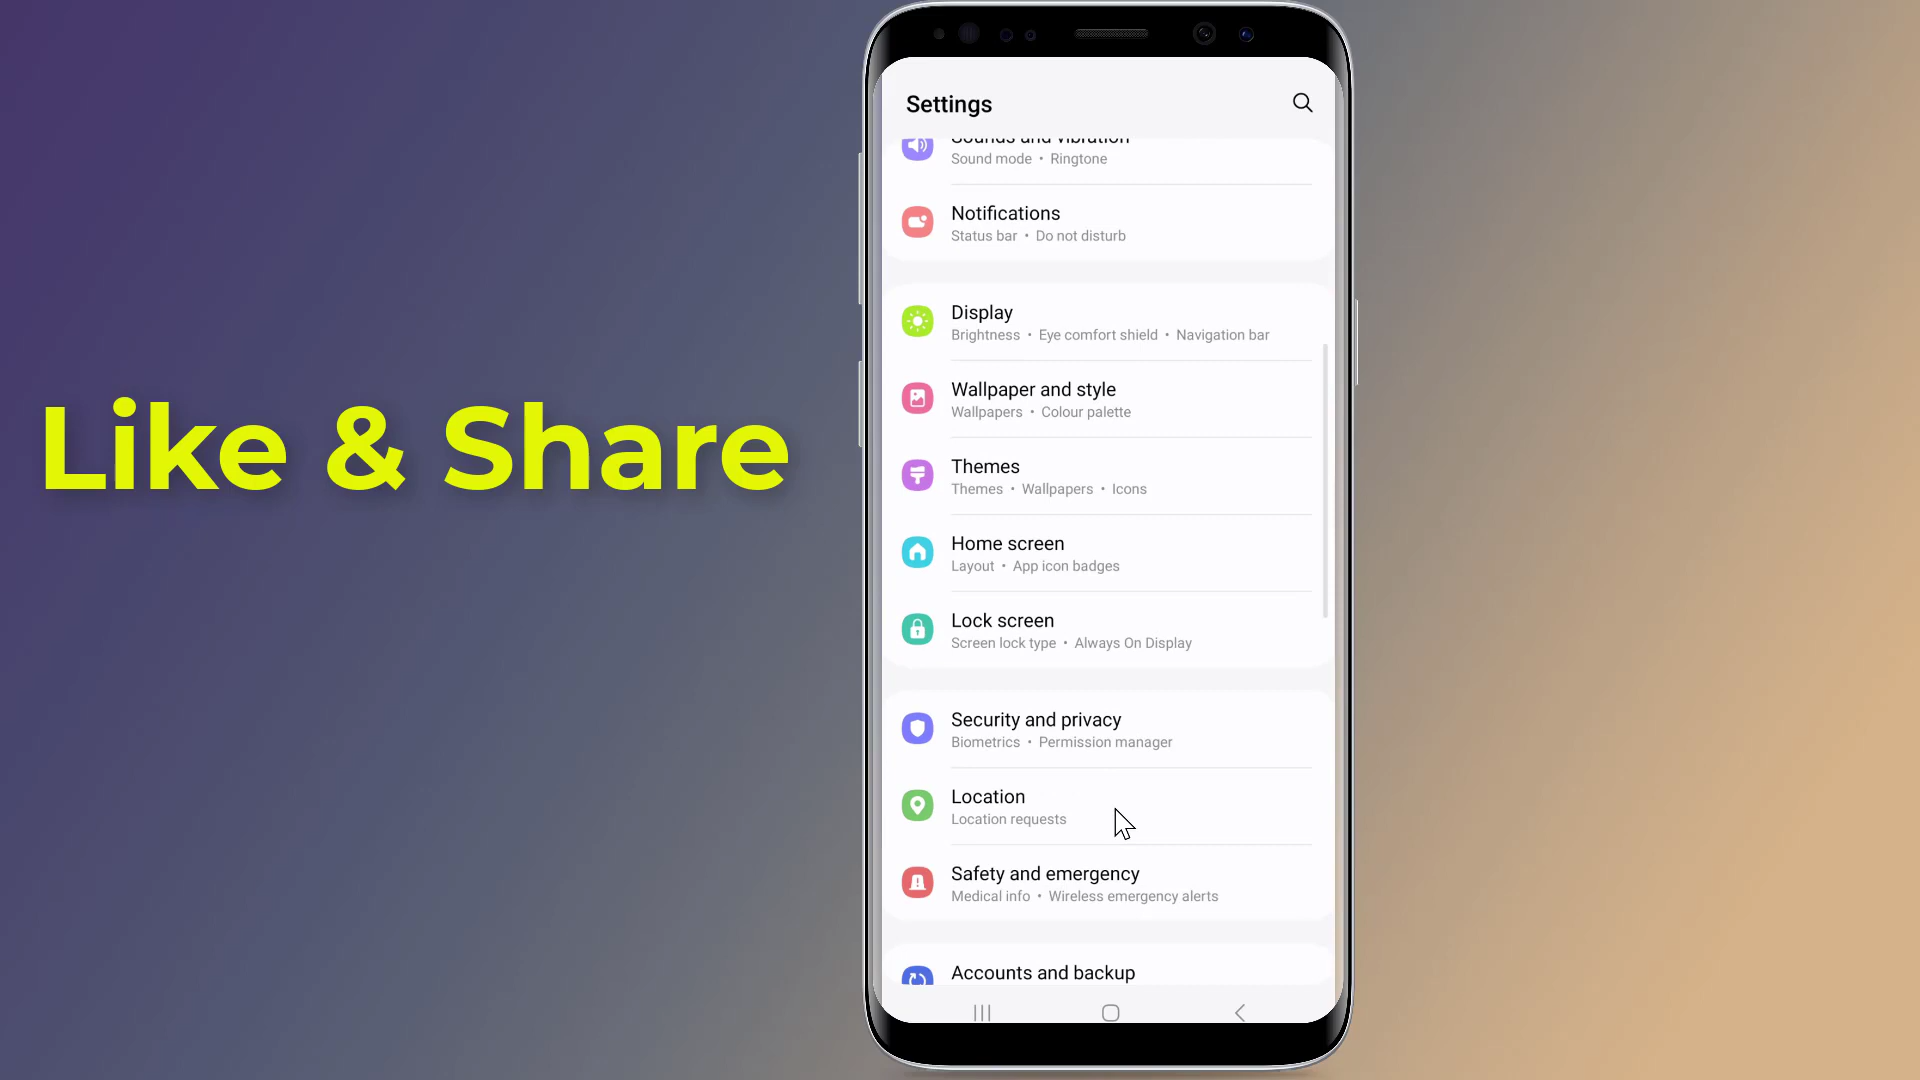 Like & Share
Settings
Sounds and vibration
Sound mode • Ringtone
Notifications
Status bar • Do not disturb
Display
Brightness • Eye comfort shield • Navigation bar
Wallpaper and style
Wallpapers • Colour palette
Themes
Themes • Wallpapers • Icons
Home screen
Layout • App icon badges
Lock screen
Screen lock type • Always On Display
Security and privacy
Biometrics • Permission manager
Location
Location requests
Safety and emergency
Medical info • Wireless emergency alerts
Accounts and backup